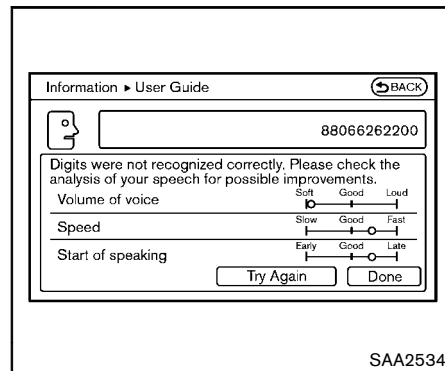 Information ▸ User Guide BACK
88066262200
Digits were not recognized correctly. Please check the
analysis of your speech for possible improvements.
Soft Good Loud
Volume of voice
Slow Good Fast
Speed
Early Good Late
Start of speaking
Try Again Done
SAA2534